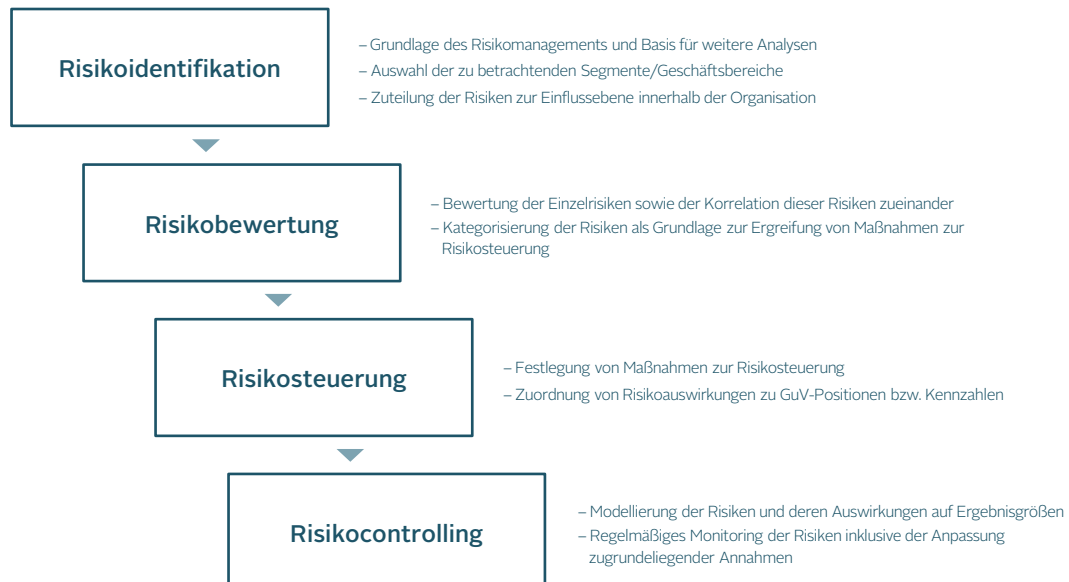 Risikoidentifikation
– Grundlage des Risikomanagements und Basis für weitere Analysen
– Auswahl der zu betrachtenden Segmente/Geschäftsbereiche
– Zuteilung der Risiken zur Einflussebene innerhalb der Organisation
Risikobewertung
– Bewertung der Einzelrisiken sowie der Korrelation dieser Risiken zueinander
– Kategorisierung der Risiken als Grundlage zur Ergreifung von Maßnahmen zur
Risikosteuerung
Risikosteuerung
– Festlegung von Maßnahmen zur Risikosteuerung
– Zuordnung von Risikoauswirkungen zu GuV-Positionen bzw. Kennzahlen
Risikocontrolling
– Modellierung der Risiken und deren Auswirkungen auf Ergebnisgrößen
– Regelmäßiges Monitoring der Risiken inklusive der Anpassung
zugrundeliegender Annahmen